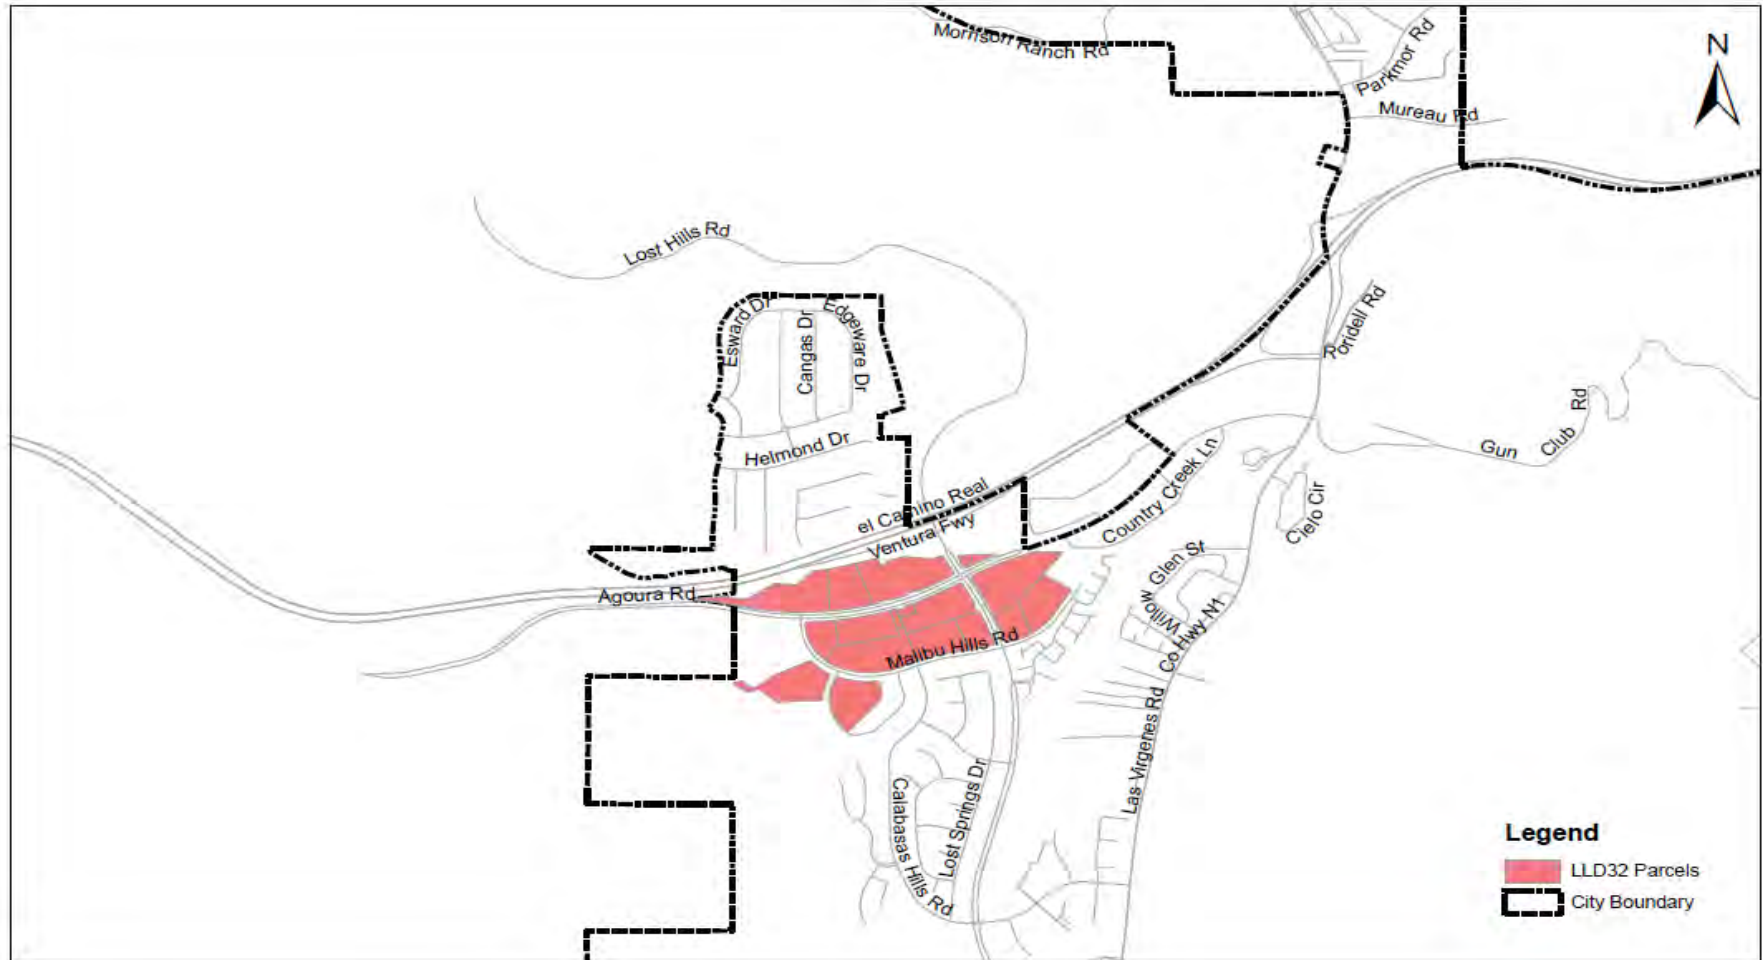 Morrison Ranch Rd
Parkmor Rd
N
Mureau Rd
Lost Hills Rd
Esward Dr
Edgeware Dr
Cangas Dr
Poridell Rd
Helmond Dr
Gun Club Rd
el Camino Real
Ventura Fwy
Country Creek Ln
Cielo Cir
Agoura Rd
Willow Glen St
Malibu Hills Rd
Co Hwy N1
Las Virgenes Rd
Calabasas Hills Rd
Lost Springs Dr
Legend
LLD32 Parcels
City Boundary